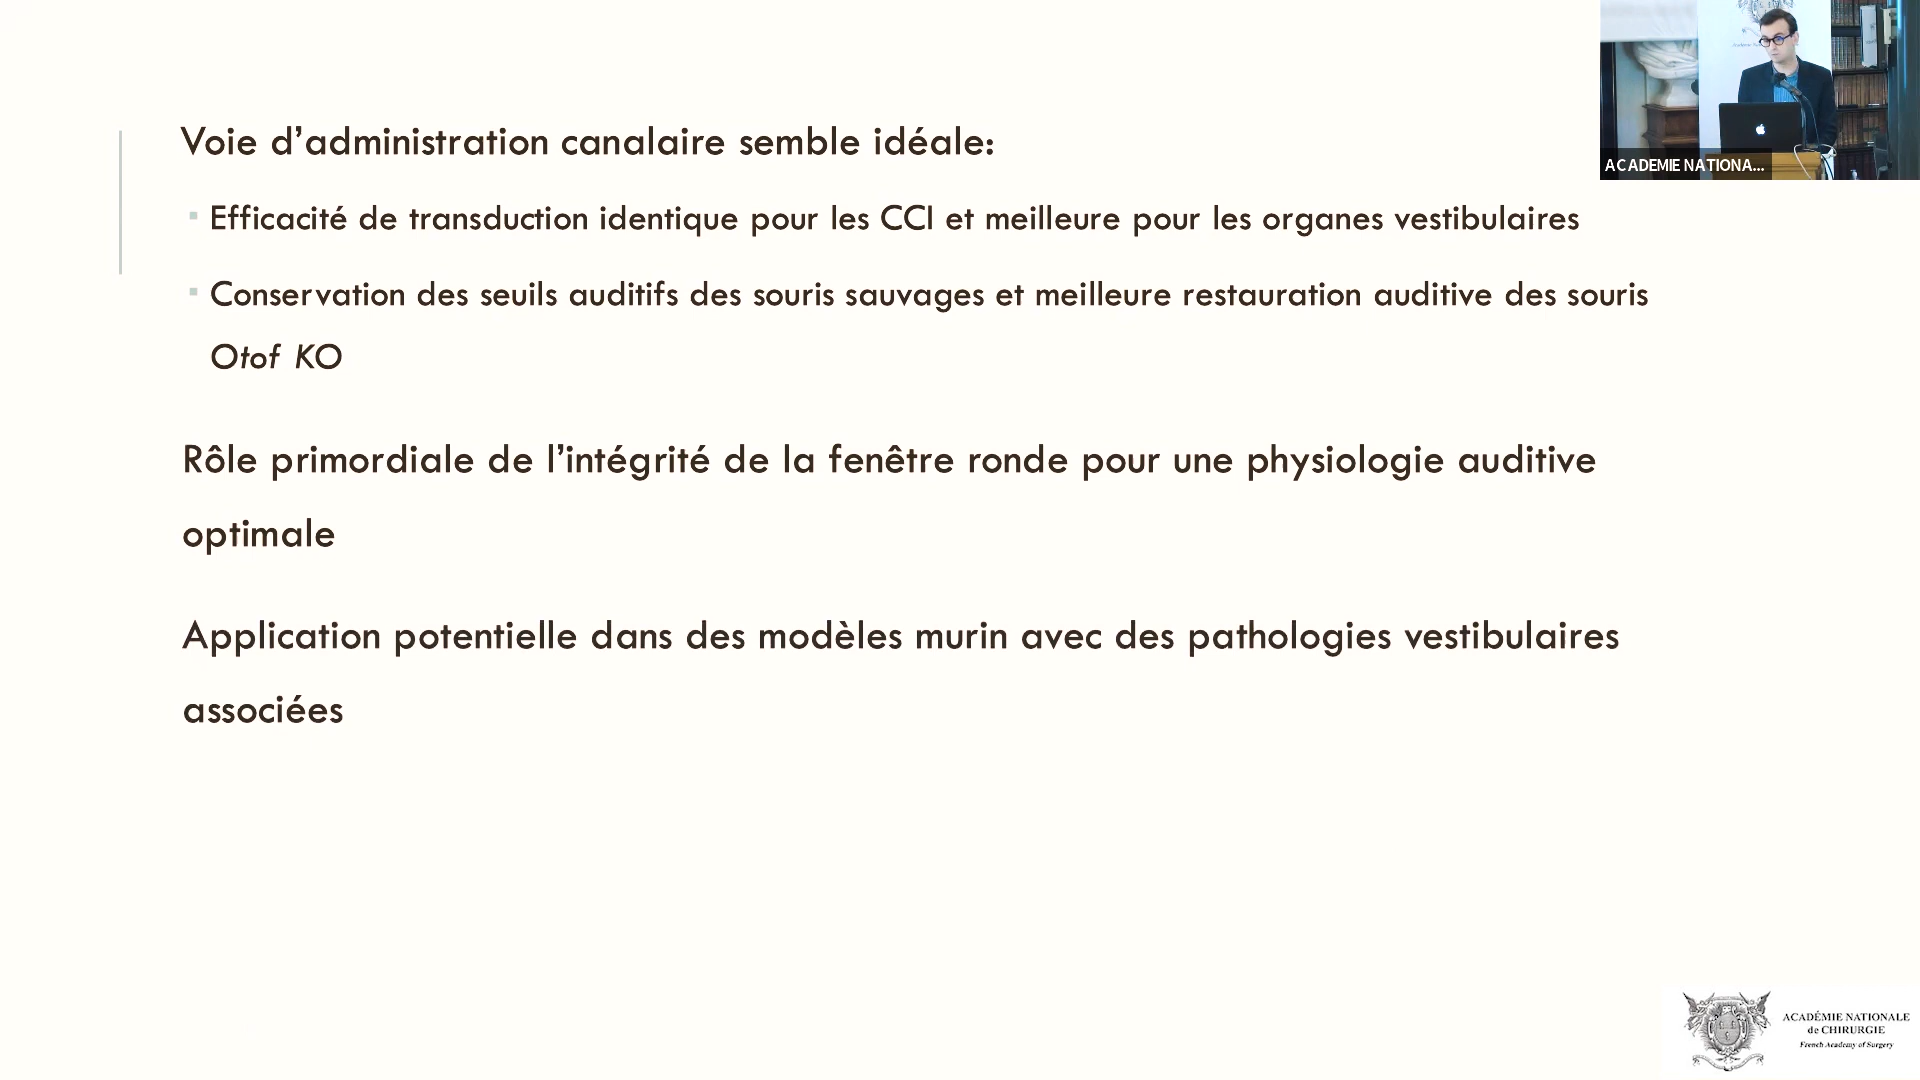 Voie d’administration canalaire semble idéale:
▪ Efficacité de transduction identique pour les CCI et meilleure pour les organes vestibulaires
▪ Conservation des seuils auditifs des souris sauvages et meilleure restauration auditive des souris
Otof KO
Rôle primordiale de l’intégrité de la fenêtre ronde pour une physiologie auditive
optimale
Application potentielle dans des modèles murin avec des pathologies vestibulaires
associées
ACADEMIE NATIONA...
ACADÉMIE NATIONALE
de CHIRURGIE
French Academy of Surgery